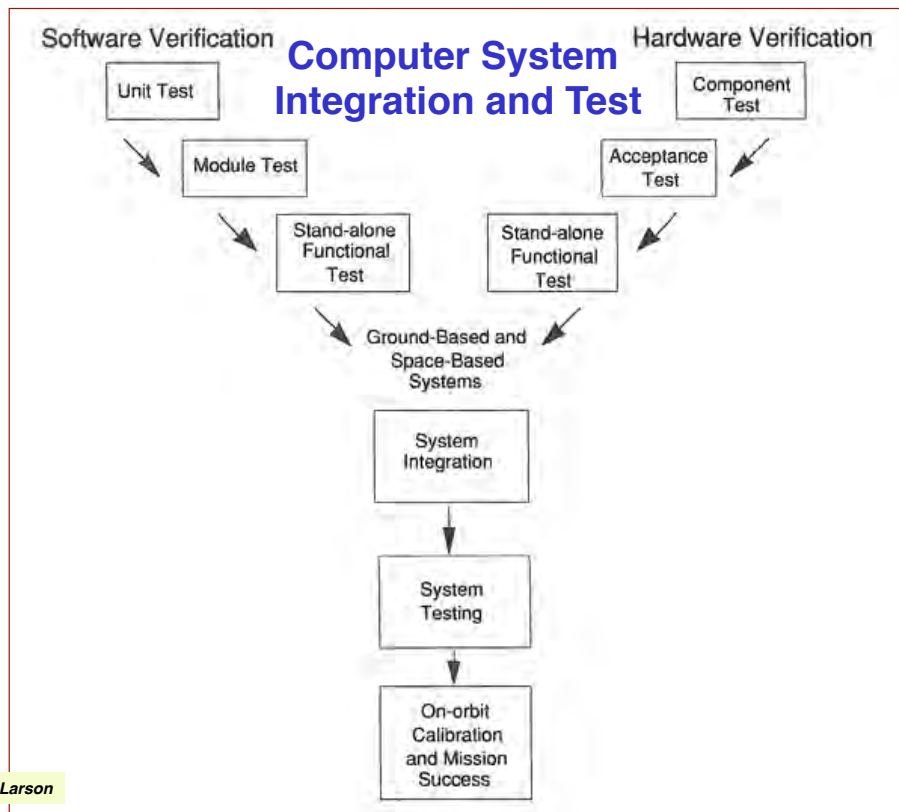 Software Verification
Computer System
Integration and Test
Hardware Verification
Unit Test
Component
Test
Module Test
Acceptance
Test
Stand-alone
Functional
Test
Stand-alone
Functional
Test
Ground-Based and
Space-Based
Systems
System
Integration
System
Testing
On-orbit
Calibration
and Mission
Success
Larson